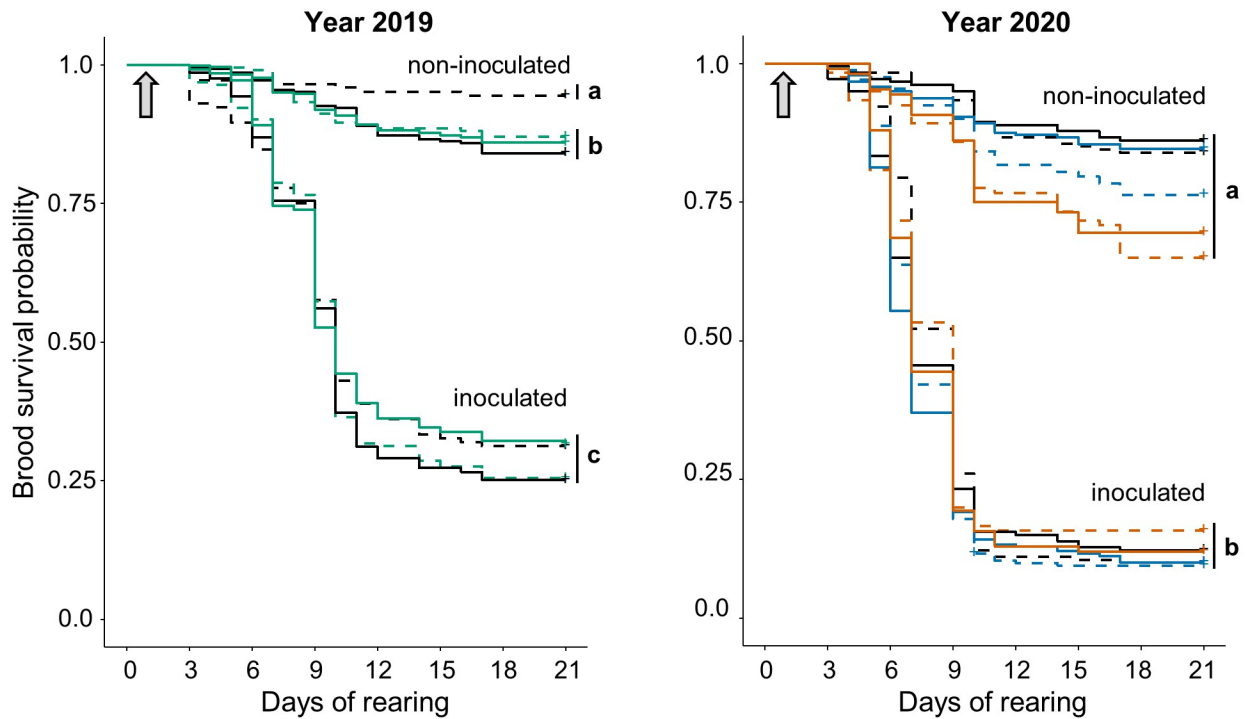 Year 2019
Brood survival probability
1.0
0.75
0.50
0.25
0.0
non-inoculated
a
b
inoculated
c
0 3 6 9 12 15 18 21
Days of rearing
Year 2020
1.0
0.75
0.50
0.25
0.0
non-inoculated
a
inoculated
b
0 3 6 9 12 15 18 21
Days of rearing